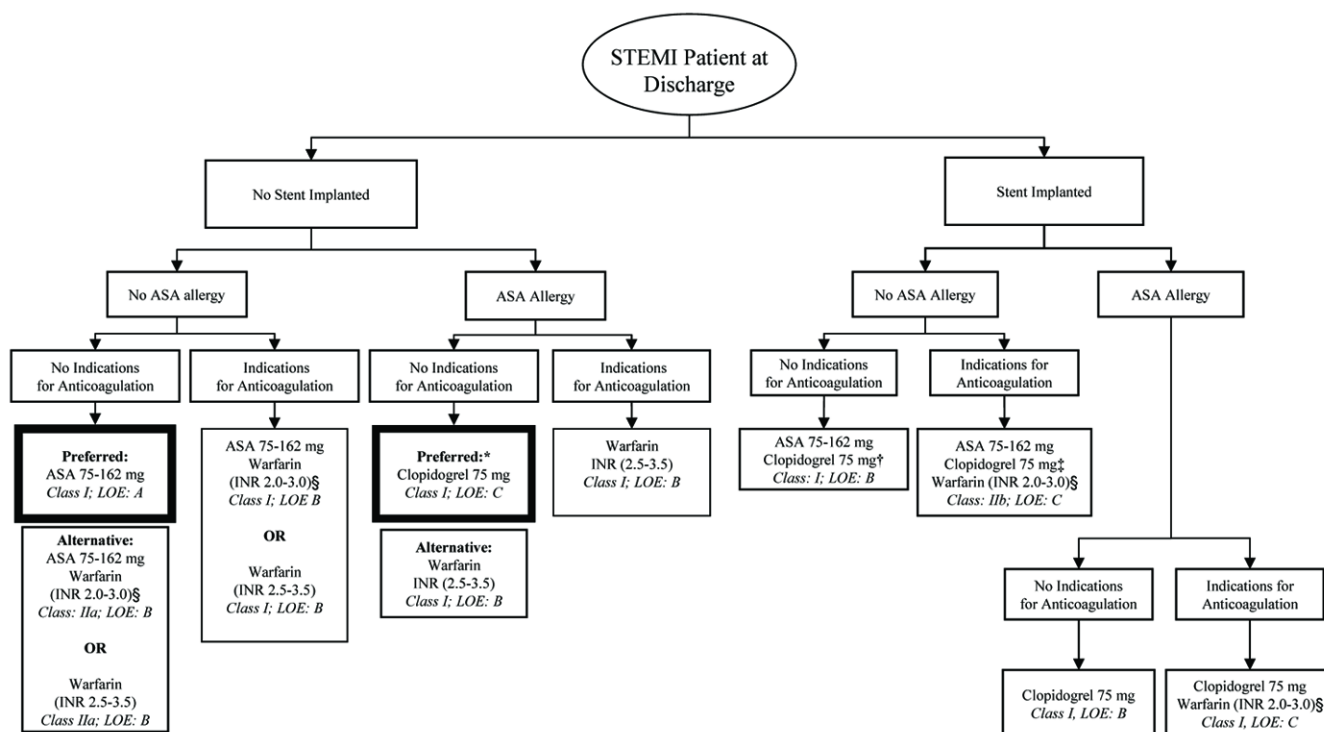 STEMI Patient at
Discharge
No Stent Implanted
Stent Implanted
No ASA allergy
ASA Allergy
No ASA Allergy
ASA Allergy
No Indications
for Anticoagulation
Indications
for Anticoagulation
No Indications
for Anticoagulation
Indications
for Anticoagulation
No Indications
for Anticoagulation
Indications for
Anticoagulation
Preferred:
ASA 75-162 mg
Class I; LOE: A
Alternative:
ASA 75-162 mg
Warfarin
(INR 2.0-3.0)§
Class: IIa; LOE: B
OR
Warfarin
(INR 2.5-3.5)
Class IIa; LOE: B
ASA 75-162 mg
Warfarin
(INR 2.0-3.0)§
Class I; LOE B
OR
Warfarin
(INR 2.5-3.5)
Class I; LOE: B
Preferred:*
Clopidogrel 75 mg
Class I; LOE: C
Alternative:
Warfarin
INR (2.5-3.5)
Class I; LOE: B
Warfarin
INR (2.5-3.5)
Class I; LOE: B
ASA 75-162 mg
Clopidogrel 75 mg†
Class: I; LOE: B
ASA 75-162 mg
Clopidogrel 75 mg‡
Warfarin (INR 2.0-3.0)§
Class: IIb; LOE: C
No Indications
for Anticoagulation
Indications for
Anticoagulation
Clopidogrel 75 mg
Class I, LOE: B
Clopidogrel 75 mg
Warfarin (INR 2.0-3.0)§
Class I, LOE: C